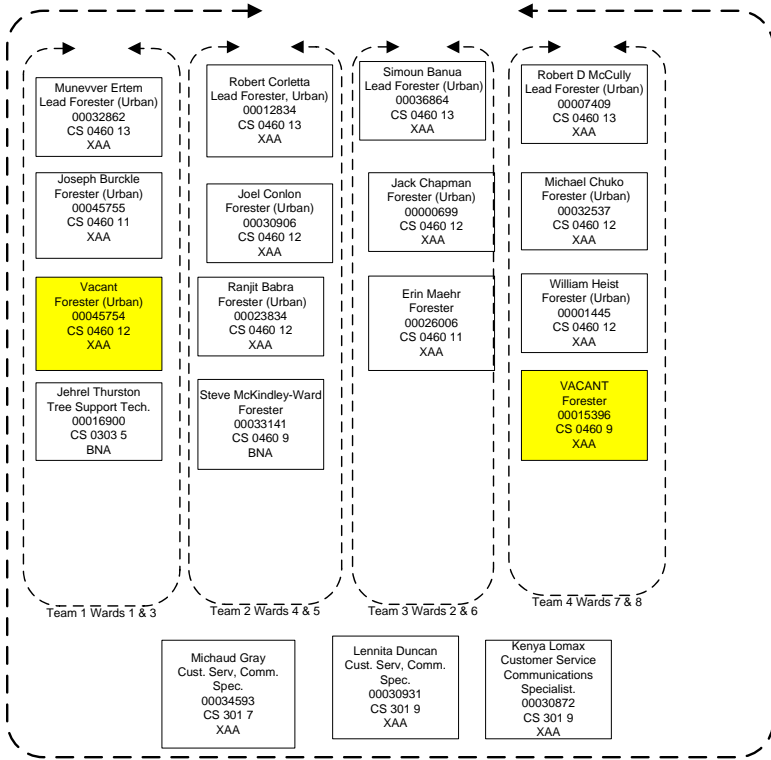 Munevver Ertem
Lead Forester (Urban)
00032862
CS 0460 13
XAA
Joseph Burckle
Forester (Urban)
00045755
CS 0460 11
XAA
Vacant
Forester (Urban)
00045754
CS 0460 12
XAA
Jehrel Thurston
Tree Support Tech.
00016900
CS 0303 5
BNA
Team 1 Wards 1 & 3
Robert Corletta
Lead Forester, Urban)
00012834
CS 0460 13
XAA
Joel Conlon
Forester (Urban)
00030906
CS 0460 12
XAA
Ranjit Babra
Forester (Urban)
00023834
CS 0460 12
XAA
Steve McKindley-Ward
Forester
00033141
CS 0460 9
BNA
Team 2 Wards 4 & 5
Simoun Banua
Lead Forester (Urban)
00036864
CS 0460 13
XAA
Jack Chapman
Forester (Urban)
00000699
CS 0460 12
XAA
Erin Maehr
Forester
00026006
CS 0460 11
XAA
Team 3 Wards 2 & 6
Robert D McCully
Lead Forester (Urban)
00007409
CS 0460 13
XAA
Michael Chuko
Forester (Urban)
00032537
CS 0460 12
XAA
William Heist
Forester (Urban)
00001445
CS 0460 12
XAA
VACANT
Forester
00015396
CS 0460 9
XAA
Team 4 Wards 7 & 8
Michaud Gray
Cust. Serv, Comm.
Spec.
00034593
CS 301 7
XAA
Lennita Duncan
Cust. Serv, Comm.
Spec.
00030931
CS 301 9
XAA
Kenya Lomax
Customer Service
Communications
Specialist.
00030872
CS 301 9
XAA